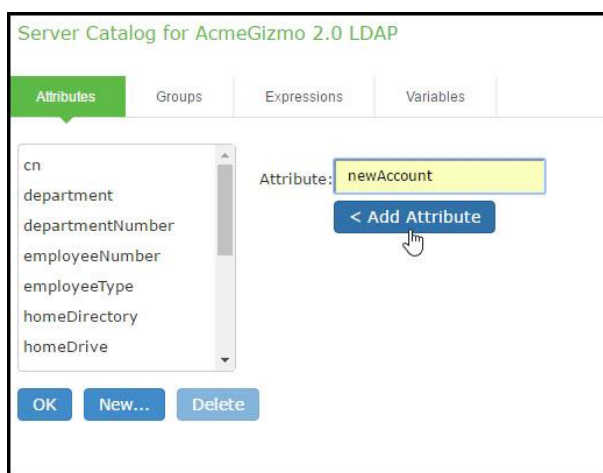 Server Catalog for AcmeGizmo 2.0 LDAP
Attributes Groups Expressions Variables
cn
department
departmentNumber
employeeNumber
employeeType
homeDirectory
homeDrive
Attribute: newAccount
< Add Attribute
OK New... Delete